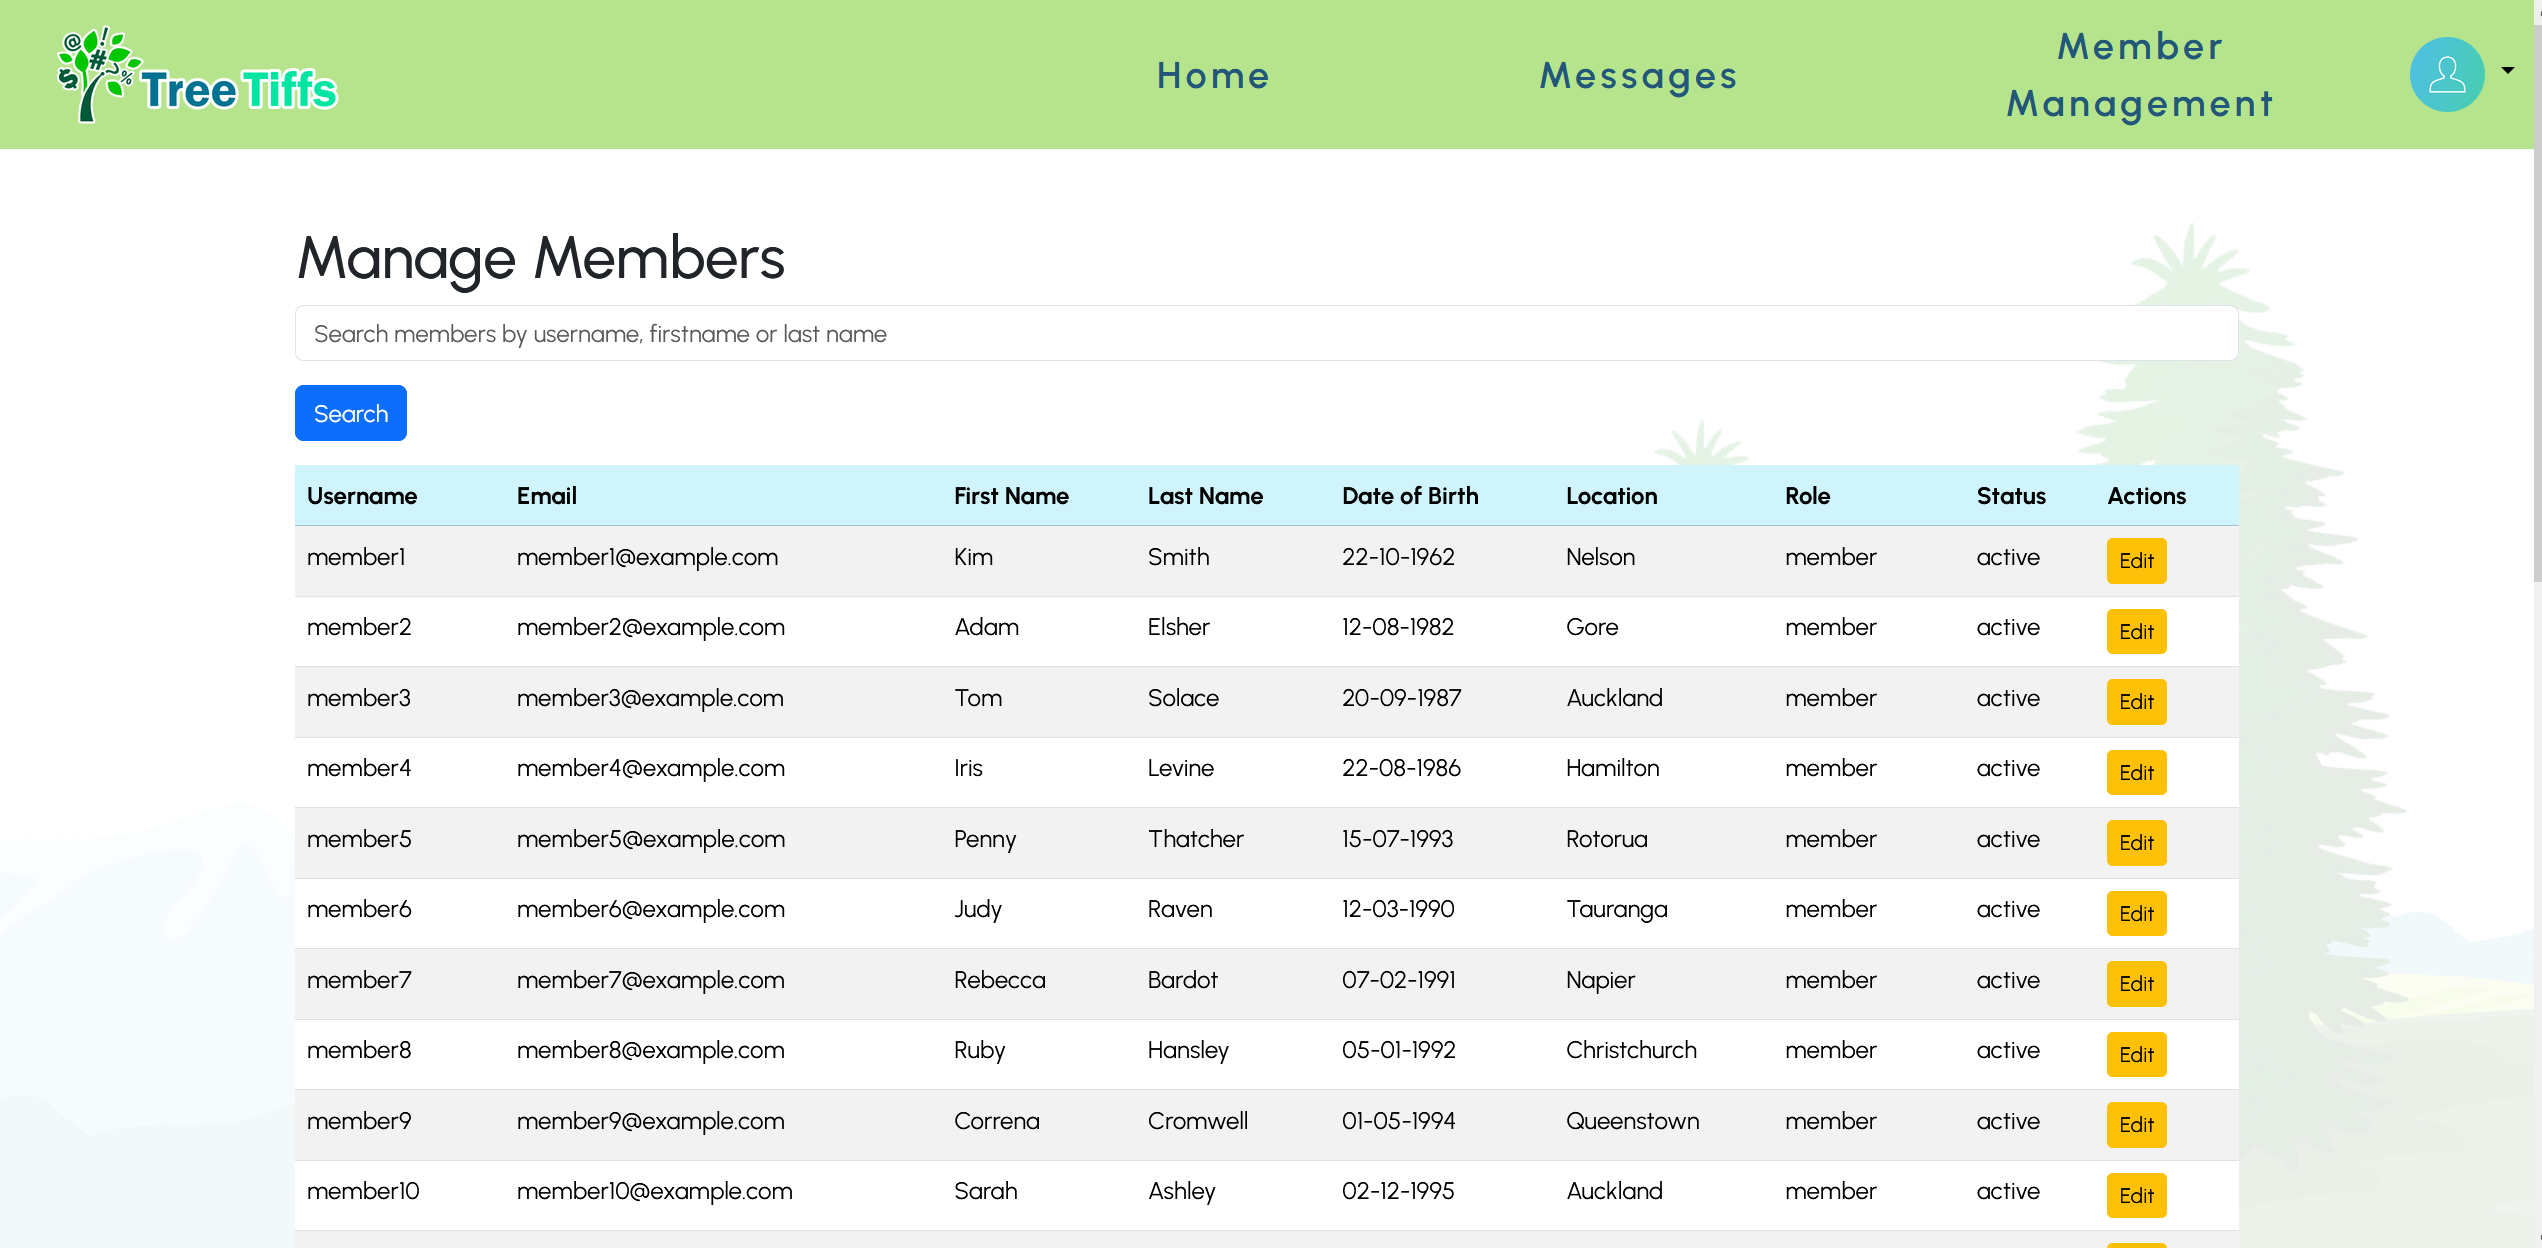 @ ! # $ ? %
Tree Tiffs
Home
Messages
Member
Management
Manage Members
Search members by username, firstname or last name
Search
Username Email First Name Last Name Date of Birth Location Role Status Actions
member1 member1@example.com Kim Smith 22-10-1962 Nelson member active Edit
member2 member2@example.com Adam Elsher 12-08-1982 Gore member active Edit
member3 member3@example.com Tom Solace 20-09-1987 Auckland member active Edit
member4 member4@example.com Iris Levine 22-08-1986 Hamilton member active Edit
member5 member5@example.com Penny Thatcher 15-07-1993 Rotorua member active Edit
member6 member6@example.com Judy Raven 12-03-1990 Tauranga member active Edit
member7 member7@example.com Rebecca Bardot 07-02-1991 Napier member active Edit
member8 member8@example.com Ruby Hansley 05-01-1992 Christchurch member active Edit
member9 member9@example.com Correna Cromwell 01-05-1994 Queenstown member active Edit
member10 member10@example.com Sarah Ashley 02-12-1995 Auckland member active Edit